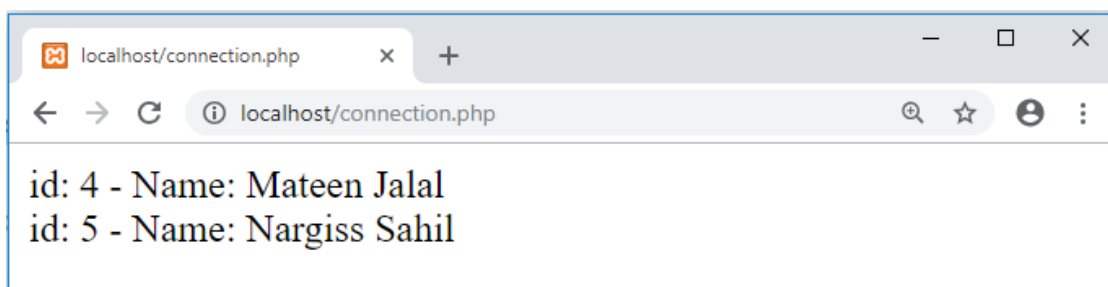 localhost/connection.php
localhost/connection.php
id: 4 - Name: Mateen Jalal
id: 5 - Name: Nargiss Sahil